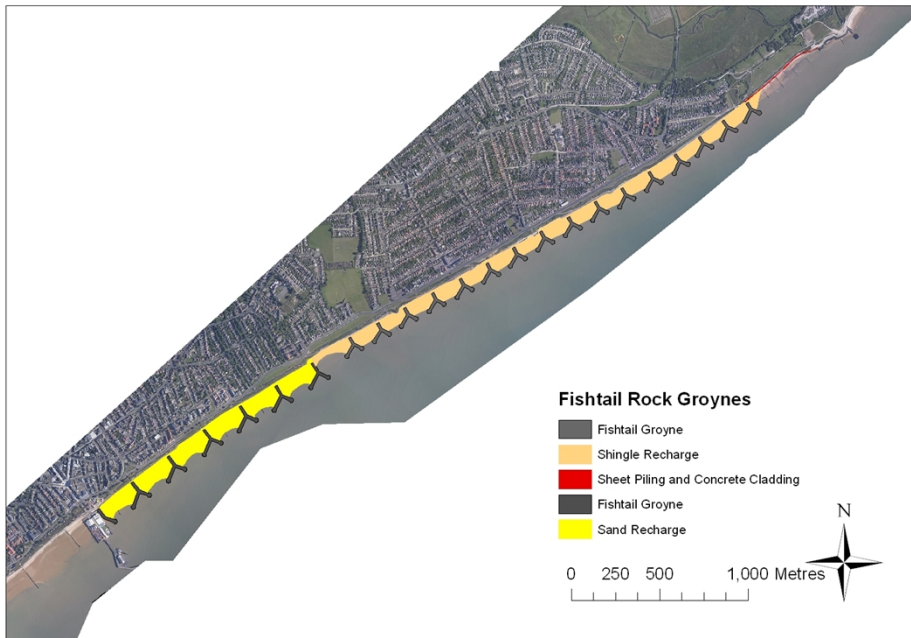 Fishtail Rock Groynes
Fishtail Groyne
Shingle Recharge
Sheet Piling and Concrete Cladding
Fishtail Groyne
Sand Recharge
N
0 250 500 1,000 Metres